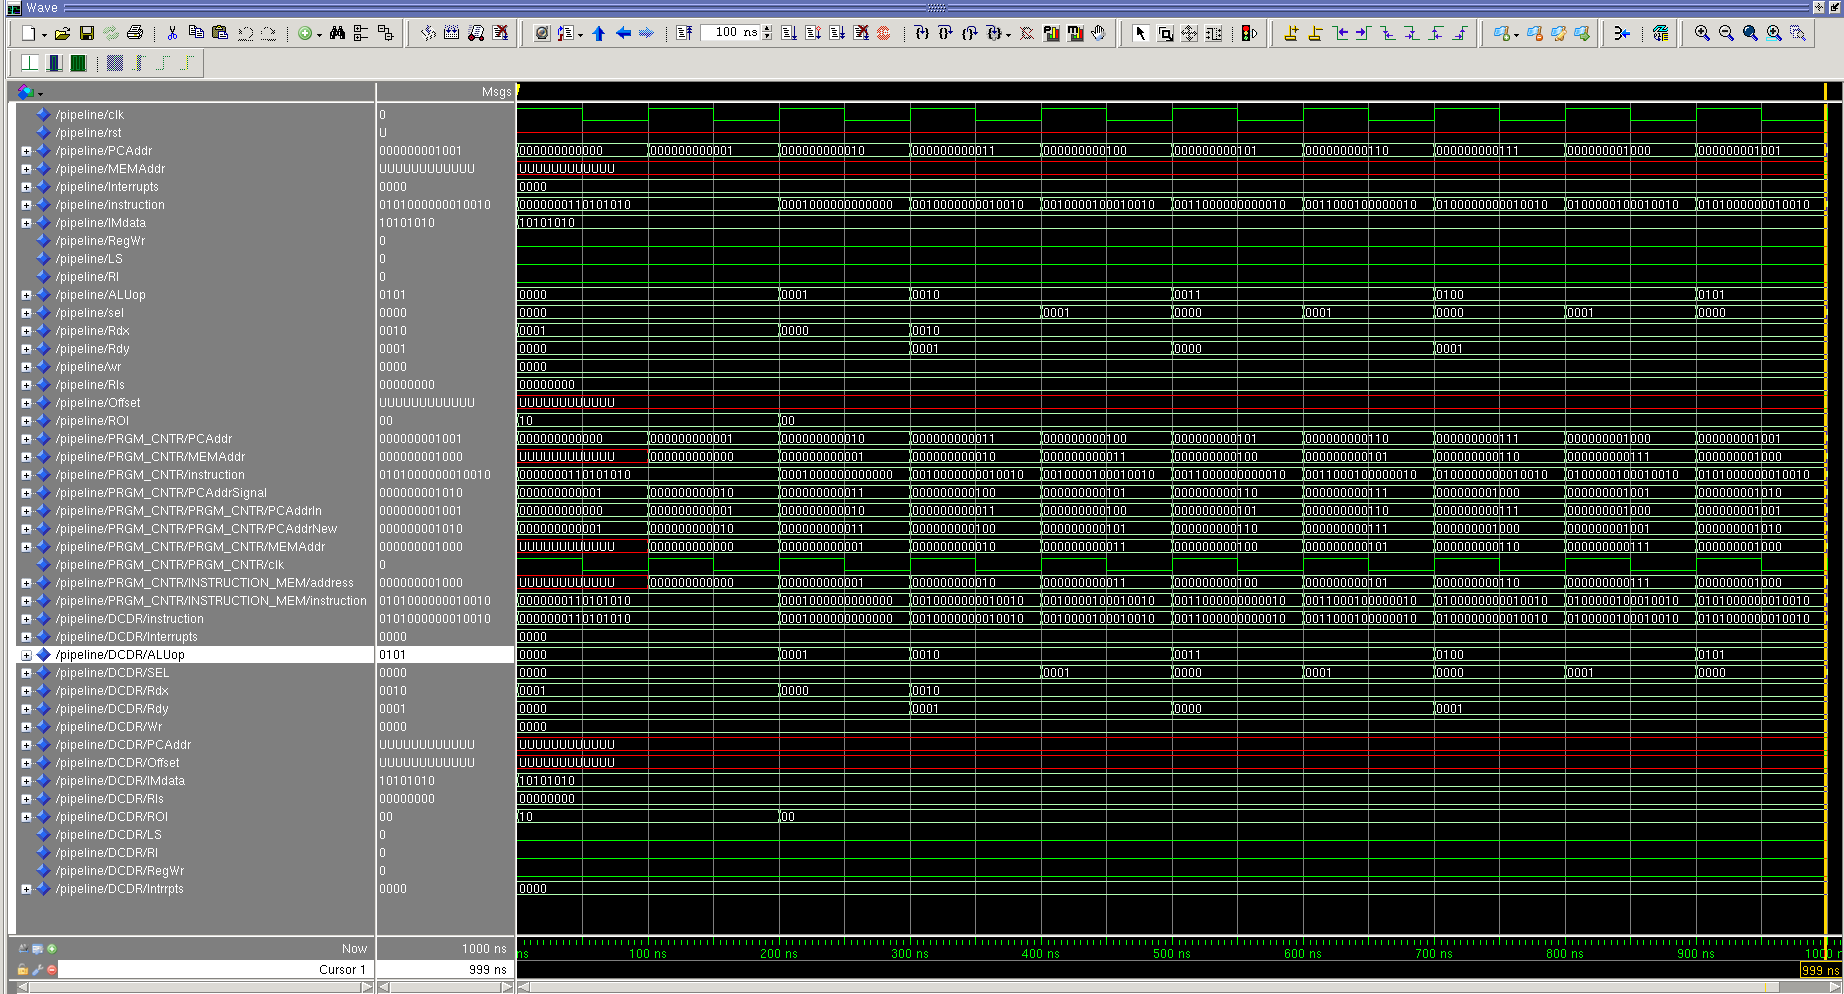 Wave
100 ns
Msgs
/pipeline/clk 0
/pipeline/rst U
/pipeline/PCAddr 000000001001 000000000000 000000000001 000000000010 000000000011 000000000100 000000000101 000000000110 000000000111 000000001000 000000001001
/pipeline/MEMAddr UUUUUUUUUUUU UUUUUUUUUUUU
/pipeline/Interrupts 0000 0000
/pipeline/instruction 0101000000010010 0000000110101010 0001000000000000 0010000000010010 0010000100010010 0011000000000010 0011000100000010 0100000000010010 0100000100010010 0101000000010010
/pipeline/IMdata 10101010 10101010
/pipeline/RegWr 0
/pipeline/LS 0
/pipeline/RI 0
/pipeline/ALUop 0101 0000 0001 0010 0011 0100 0101
/pipeline/sel 0000 0000 0001 0000 0001 0000 0001 0000
/pipeline/Rdx 0010 0001 0000 0010
/pipeline/Rdy 0001 0000 0001 0000 0001
/pipeline/wr 0000 0000
/pipeline/Rls 00000000 00000000
/pipeline/Offset UUUUUUUUUUUU UUUUUUUUUUUU
/pipeline/ROI 00 10 00
/pipeline/PRGM_CNTR/PCAddr 000000001001 000000000000 000000000001 000000000010 000000000011 000000000100 000000000101 000000000110 000000000111 000000001000 000000001001
/pipeline/PRGM_CNTR/MEMAddr 000000001000 UUUUUUUUUUUU 000000000000 000000000001 000000000010 000000000011 000000000100 000000000101 000000000110 000000000111 000000001000
/pipeline/PRGM_CNTR/instruction 0101000000010010 0000000110101010 0001000000000000 0010000000010010 0010000100010010 0011000000000010 0011000100000010 0100000000010010 0100000100010010 0101000000010010
/pipeline/PRGM_CNTR/PCAddrSignal 000000001010 000000000001 000000000010 000000000011 000000000100 000000000101 000000000110 000000000111 000000001000 000000001001 000000001010
/pipeline/PRGM_CNTR/PRGM_CNTR/PCAddrIn 000000001001 000000000000 000000000001 000000000010 000000000011 000000000100 000000000101 000000000110 000000000111 000000001000 000000001001
/pipeline/PRGM_CNTR/PRGM_CNTR/PCAddrNew 000000001010 000000000001 000000000010 000000000011 000000000100 000000000101 000000000110 000000000111 000000001000 000000001001 000000001010
/pipeline/PRGM_CNTR/PRGM_CNTR/MEMAddr 000000001000 UUUUUUUUUUUU 000000000000 000000000001 000000000010 000000000011 000000000100 000000000101 000000000110 000000000111 000000001000
/pipeline/PRGM_CNTR/PRGM_CNTR/clk 0
/pipeline/PRGM_CNTR/INSTRUCTION_MEM/address 000000001000 UUUUUUUUUUUU 000000000000 000000000001 000000000010 000000000011 000000000100 000000000101 000000000110 000000000111 000000001000
/pipeline/PRGM_CNTR/INSTRUCTION_MEM/instruction 0101000000010010 0000000110101010 0001000000000000 0010000000010010 0010000100010010 0011000000000010 0011000100000010 0100000000010010 0100000100010010 0101000000010010
/pipeline/DCDR/instruction 0101000000010010 0000000110101010 0001000000000000 0010000000010010 0010000100010010 0011000000000010 0011000100000010 0100000000010010 0100000100010010 0101000000010010
/pipeline/DCDR/Interrupts 0000 0000
/pipeline/DCDR/ALUop 0101 0000 0001 0010 0011 0100 0101
/pipeline/DCDR/SEL 0000 0000 0001 0000 0001 0000 0001 0000
/pipeline/DCDR/Rdx 0010 0001 0000 0010
/pipeline/DCDR/Rdy 0001 0000 0001 0000 0001
/pipeline/DCDR/Wr 0000 0000
/pipeline/DCDR/PCAddr UUUUUUUUUUUU UUUUUUUUUUUU
/pipeline/DCDR/Offset UUUUUUUUUUUU UUUUUUUUUUUU
/pipeline/DCDR/IMdata 10101010 10101010
/pipeline/DCDR/Rls 00000000 00000000
/pipeline/DCDR/ROI 00 10 00
/pipeline/DCDR/LS 0
/pipeline/DCDR/RI 0
/pipeline/DCDR/RegWr 0
/pipeline/DCDR/Intrrpts 0000 0000
Now 1000 ns ns 100 ns 200 ns 300 ns 400 ns 500 ns 600 ns 700 ns 800 ns 900 ns 1000 n
Cursor 1 999 ns 999 ns